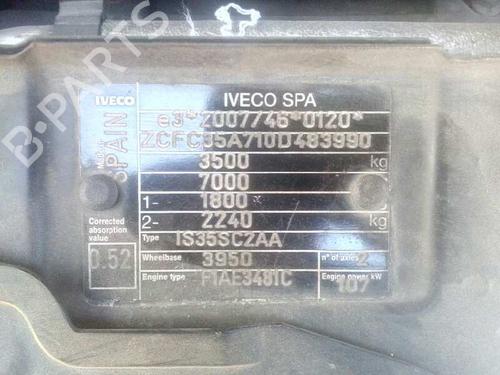 B-PARTS
IVECO
IVECO SPA
SPAIN
e3*2007/46*0120*
ZCFC35A710D483990
3500 kg
7000
1- 1800
2- 2240 kg
Corrected absorption value
0.52
Type IS35SC2AA
Wheelbase 3950 n° of axles 2
Engine type F1AE3481C Engine power kW 107